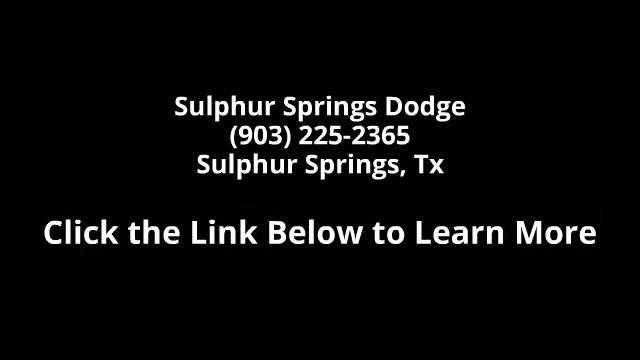 Sulphur Springs Dodge
(903) 225-2365
Sulphur Springs, Tx
Click the Link Below to Learn More